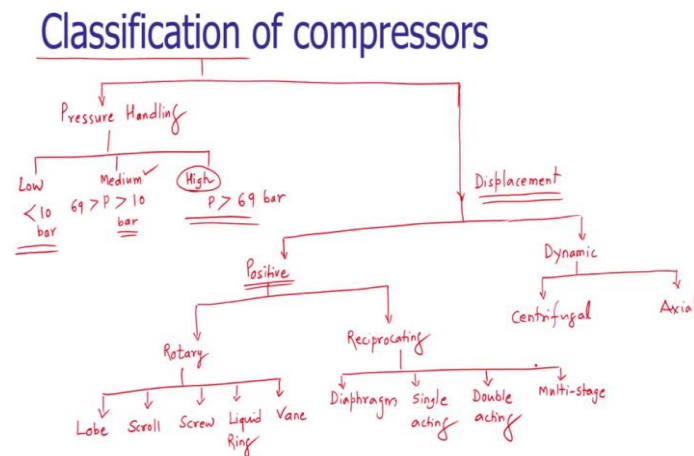 Classification of compressors
Pressure Handling
Low
Medium
High
<10
bar
69 > P > 10
bar
P > 69 bar
Displacement
Positive
Dynamic
Centrifugal
Axial
Rotary
Reciprocating
Lobe
Scroll
Screw
Liquid
Ring
Vane
Diaphragm
Single
acting
Double
acting
Multi-stage